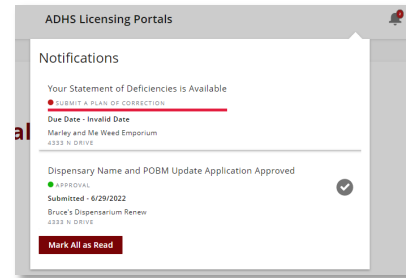 ADHS Licensing Portals
Notifications
Your Statement of Deficiencies is Available
SUBMIT A PLAN OF CORRECTION
Due Date - Invalid Date
Marley and Me Weed Emporium
4333 N DRIVE
al
Dispensary Name and POBM Update Application Approved
APPROVAL
Submitted - 6/29/2022
Bruce's Dispensarium Renew
4333 N DRIVE
Mark All as Read